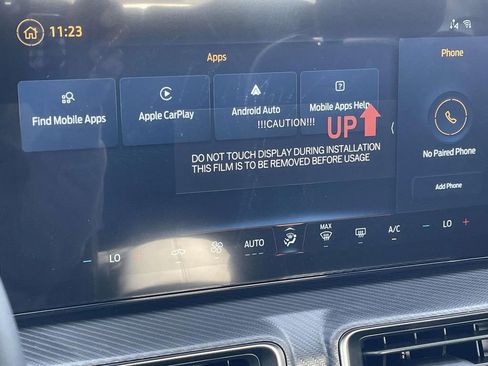 11:23
Apps
Phone
Find Mobile Apps
Apple CarPlay
Android Auto
Mobile Apps Help
!!!CAUTION!!!
UP
DO NOT TOUCH DISPLAY DURING INSTALLATION
THIS FILM IS TO BE REMOVED BEFORE USAGE
No Paired Phone
Add Phone
LO
AUTO
MAX
A/C
LO